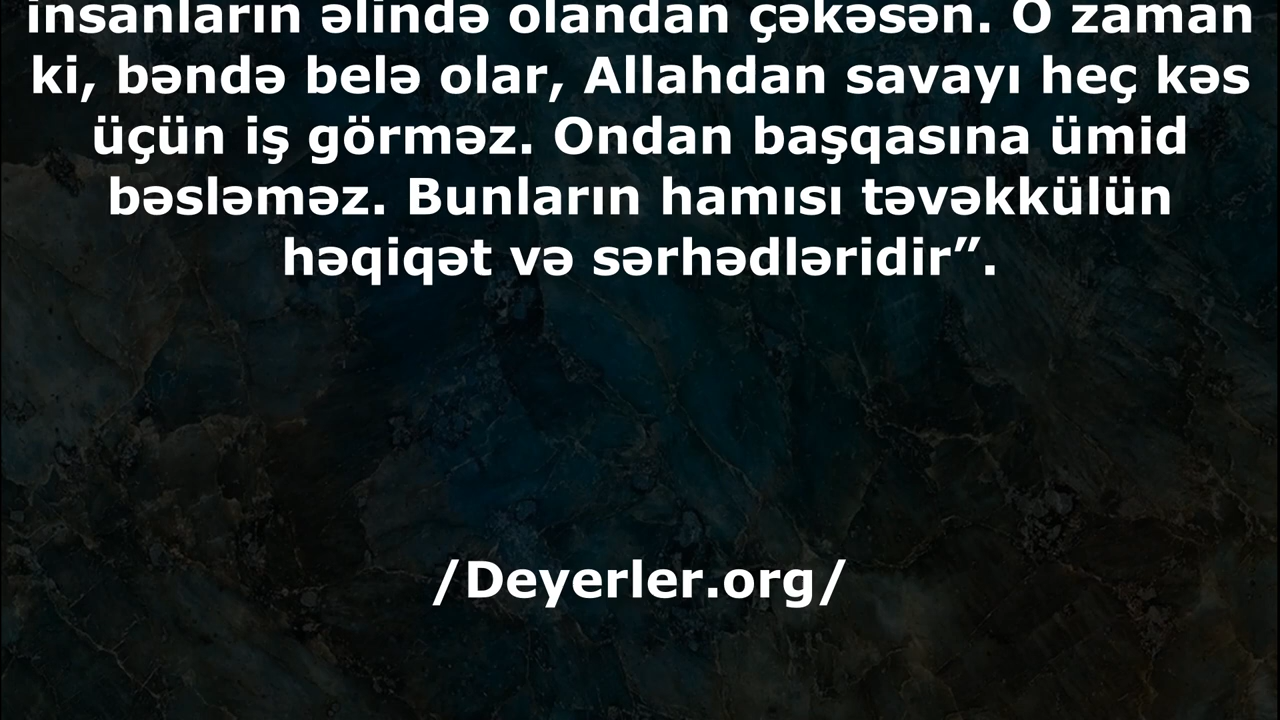 insanların əlində olandan çəkəsən. O zaman
ki, bəndə belə olar, Allahdan savayı heç kəs
üçün iş görməz. Ondan başqasına ümid
bəsləməz. Bunların hamısı təvəkkülün
həqiqət və sərhədləridir”.
/Deyerler.org/